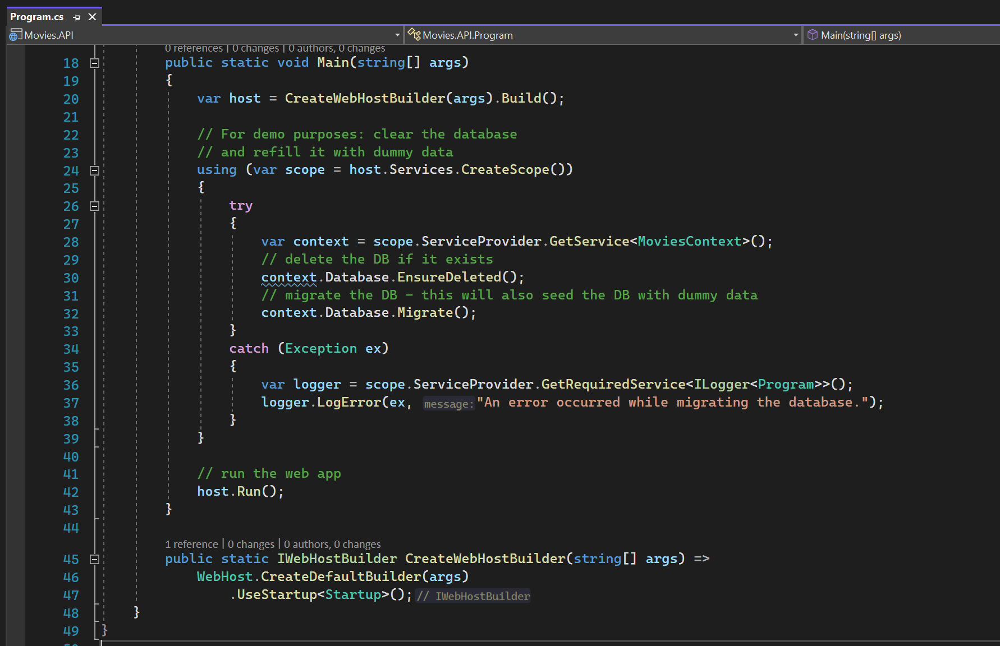 Program.cs
Movies.API Movies.API.Program Main(string[] args)
0 references | 0 changes | 0 authors, 0 changes
18 public static void Main(string[] args)
19 {
20 var host = CreateWebHostBuilder(args).Build();
21
22 // For demo purposes: clear the database
23 // and refill it with dummy data
24 using (var scope = host.Services.CreateScope())
25 {
26 try
27 {
28 var context = scope.ServiceProvider.GetService<MoviesContext>();
29 // delete the DB if it exists
30 context.Database.EnsureDeleted();
31 // migrate the DB - this will also seed the DB with dummy data
32 context.Database.Migrate();
33 }
34 catch (Exception ex)
35 {
36 var logger = scope.ServiceProvider.GetRequiredService<ILogger<Program>>();
37 logger.LogError(ex, message: "An error occurred while migrating the database.");
38 }
39 }
40
41 // run the web app
42 host.Run();
43 }
44
1 reference | 0 changes | 0 authors, 0 changes
45 public static IWebHostBuilder CreateWebHostBuilder(string[] args) =>
46 WebHost.CreateDefaultBuilder(args)
47 .UseStartup<Startup>(); // IWebHostBuilder
48 }
49 }